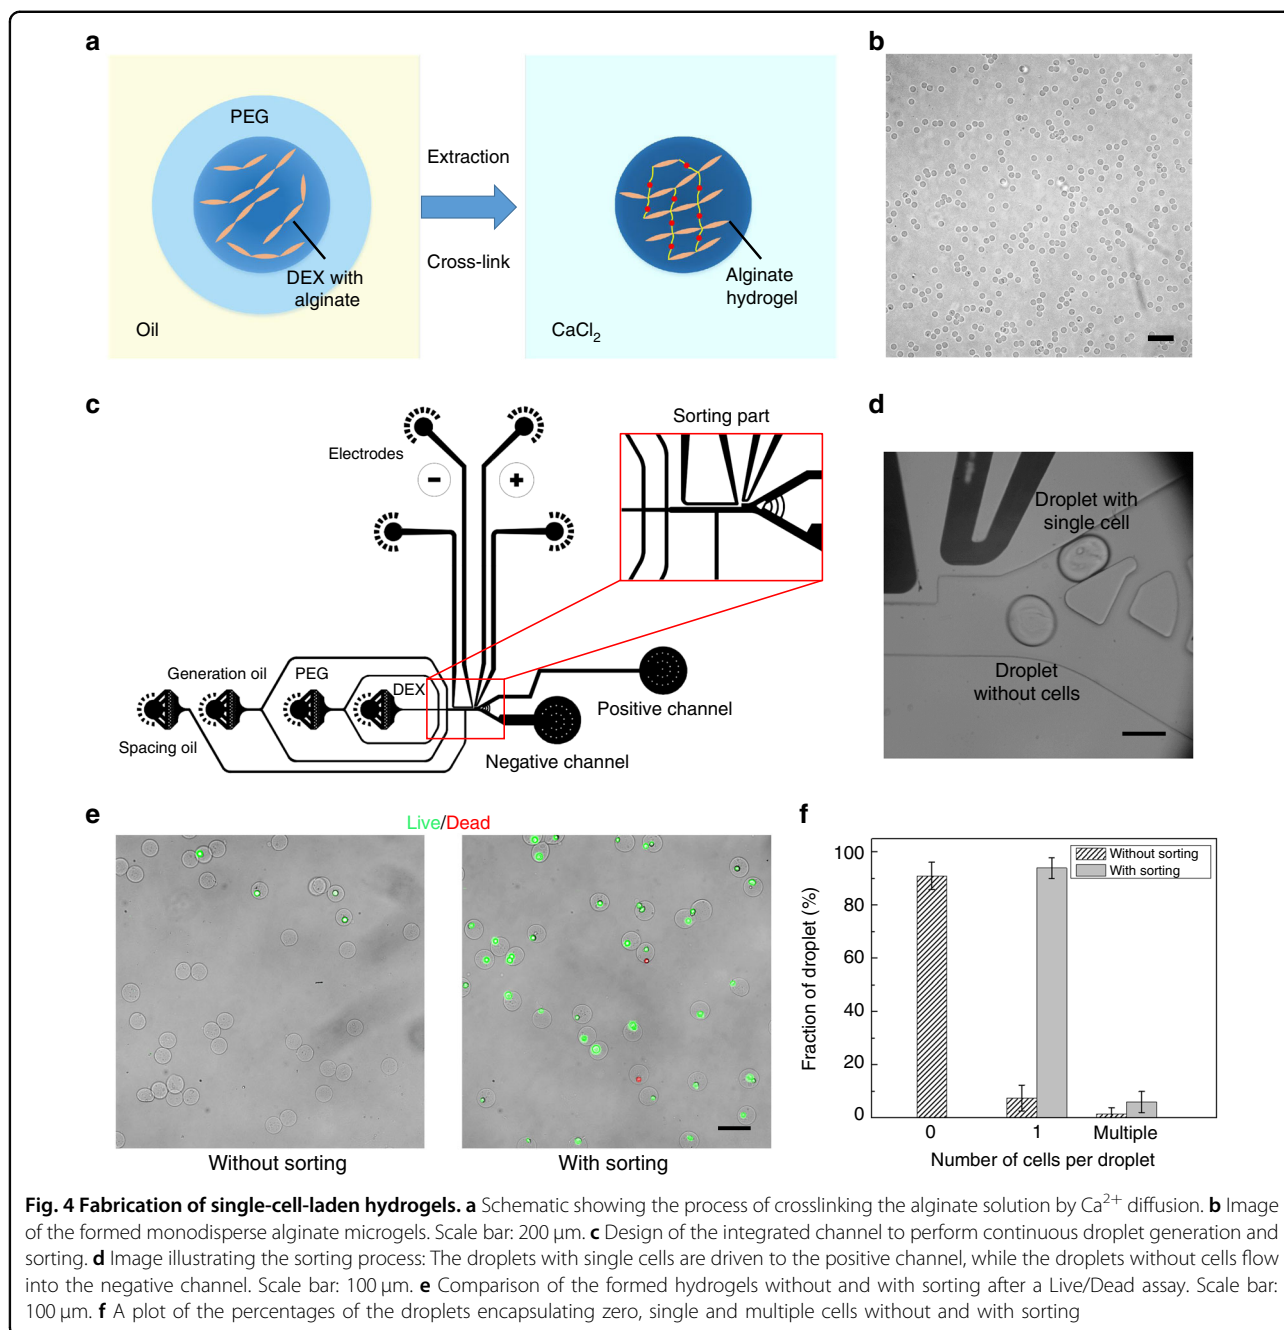 a
PEG
DEX with
alginate
Oil
Extraction
Cross-link
Alginate
hydrogel
CaCl₂
b
c
Electrodes
−
+
Sorting part
Generation oil
PEG
DEX
Spacing oil
Positive channel
Negative channel
d
Droplet with
single cell
Droplet
without cells
e
Live/Dead
Without sorting
With sorting
f
Without sorting
With sorting
Fraction of droplet (%)
100
80
60
40
20
0
0
1
Multiple
Number of cells per droplet
Fig. 4 Fabrication of single-cell-laden hydrogels. a Schematic showing the process of crosslinking the alginate solution by Ca²⁺ diffusion. b Image
of the formed monodisperse alginate microgels. Scale bar: 200 µm. c Design of the integrated channel to perform continuous droplet generation and
sorting. d Image illustrating the sorting process: The droplets with single cells are driven to the positive channel, while the droplets without cells flow
into the negative channel. Scale bar: 100 µm. e Comparison of the formed hydrogels without and with sorting after a Live/Dead assay. Scale bar:
100 µm. f A plot of the percentages of the droplets encapsulating zero, single and multiple cells without and with sorting